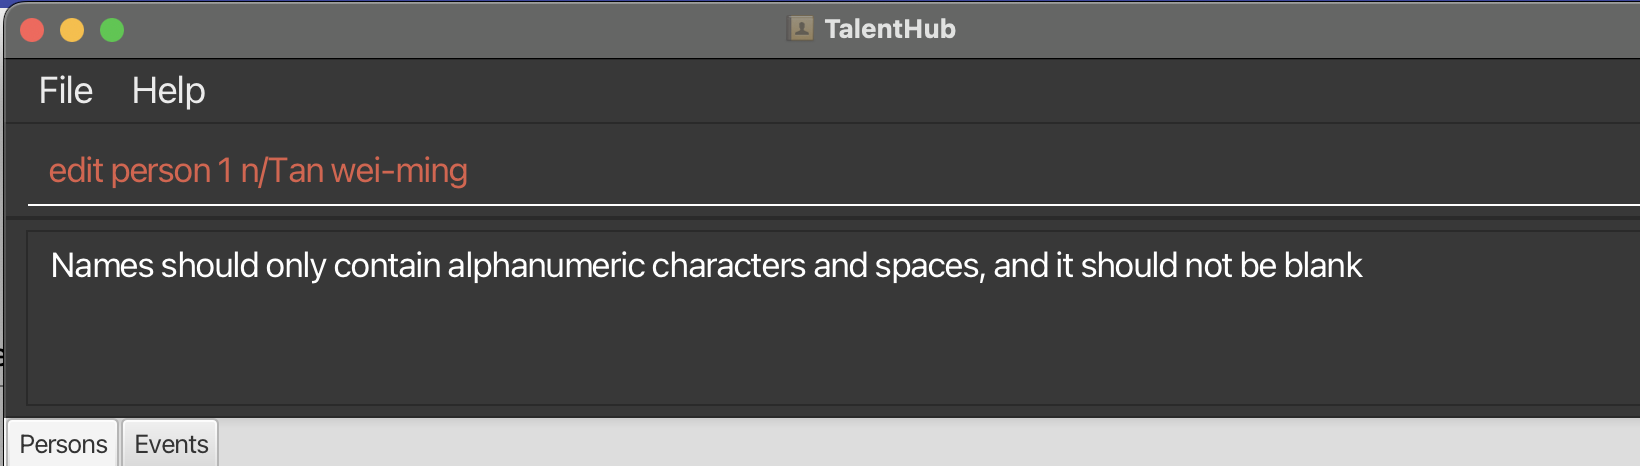 TalentHub
File Help
edit person 1 n/Tan wei-ming
Names should only contain alphanumeric characters and spaces, and it should not be blank
Persons Events